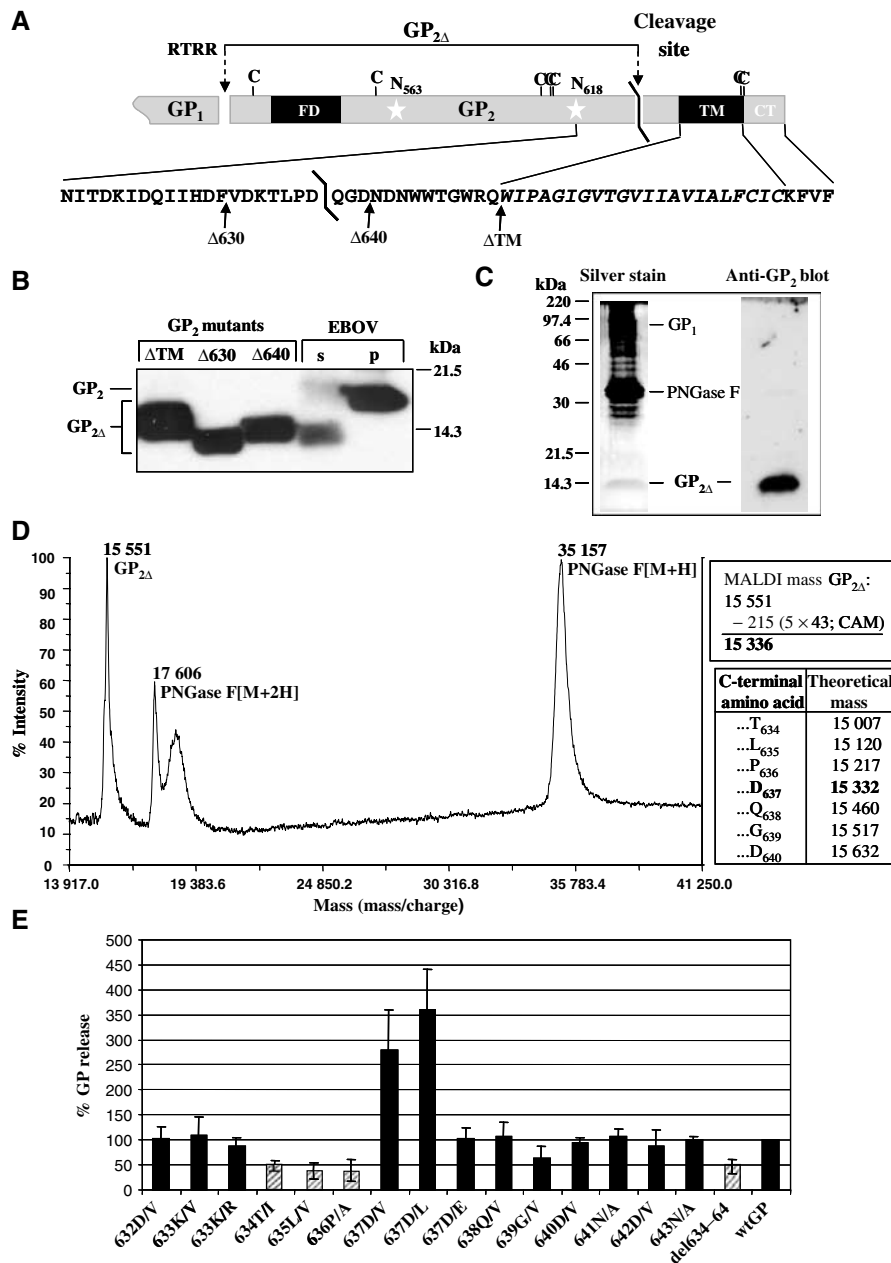 A
GP2Δ
Cleavage
site
RTRR
C C N563 C C C N618 C C
GP1 FD GP2 TM CT
NITDKIDQIIHDFVDKTLPD QGDNDNWWTGWRQWIPAGIGVTGVIIAVIALFCICKFVF
Δ630 Δ640 ΔTM
B
GP2 mutants EBOV
ΔTM Δ630 Δ640 s p kDa
GP2 21.5
GP2Δ 14.3
C
kDa Silver stain Anti-GP2 blot
220
97.4 GP1
66
46
PNGase F
30
21.5
14.3 GP2Δ
D
% Intensity
100
90
80
70
60
50
40
30
20
10
0
15 551
GP2Δ
17 606
PNGase F[M+2H]
35 157
PNGase F[M+H]
13 917.0 19 383.6 24 850.2 30 316.8 35 783.4 41 250.0
Mass (mass/charge)
MALDI mass GP2Δ:
15 551
– 215 (5 × 43; CAM)
15 336
C-terminal amino acid Theoretical mass
...T634 15 007
...L635 15 120
...P636 15 217
...D637 15 332
...Q638 15 460
...G639 15 517
...D640 15 632
E
% GP release
500
450
400
350
300
250
200
150
100
50
0
632D/V 633K/V 633K/R 634T/I 635L/V 636P/A 637D/V 637D/L 637D/E 638Q/V 639G/V 640D/V 641N/A 642D/V 643N/A del634–64 wtGP